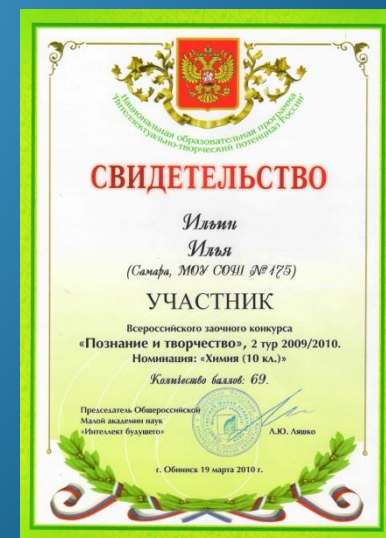 Национальная образовательная программа
"Интеллектуально-творческий потенциал России"
СВИДЕТЕЛЬСТВО
Ильин
Илья
(Самара, МОУ СОШ №175)
УЧАСТНИК
Всероссийского заочного конкурса
«Познание и творчество», 2 тур 2009/2010.
Номинация: «Химия (10 кл.)»
Количество баллов: 69.
Председатель Общероссийской
Малой академии наук
«Интеллект будущего»
А.Ю. Ляшко
г. Обнинск 19 марта 2010 г.